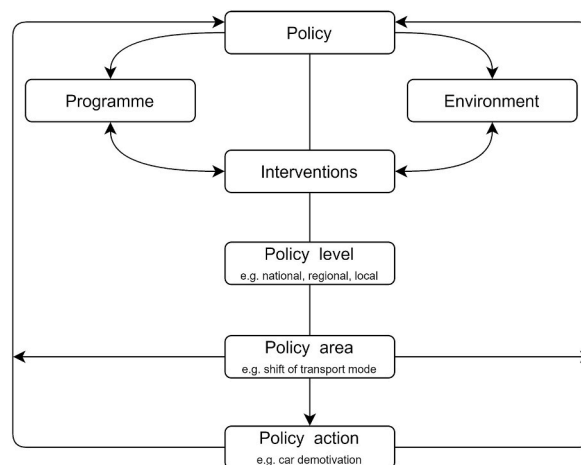 Policy
Programme
Environment
Interventions
Policy level
e.g. national, regional, local
Policy area
e.g. shift of transport mode
Policy action
e.g. car demotivation